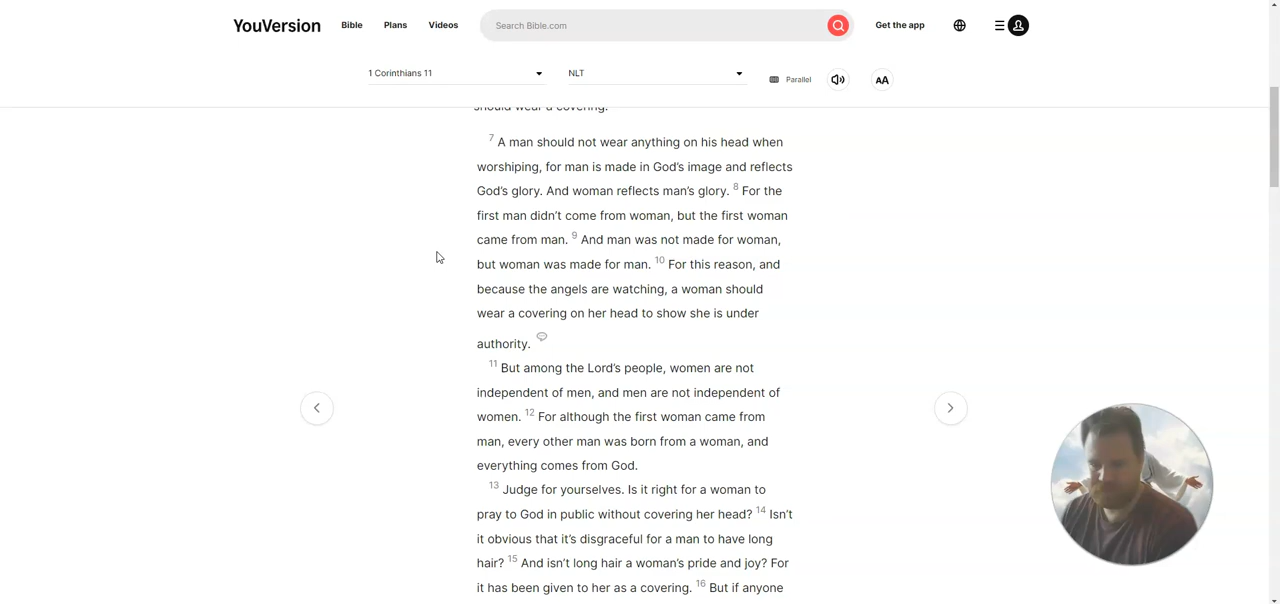 YouVersion Bible Plans Videos Search Bible.com Get the app
1 Corinthians 11 NLT Parallel AA
should wear a covering.
7 A man should not wear anything on his head when
worshiping, for man is made in God’s image and reflects
God’s glory. And woman reflects man’s glory. 8 For the
first man didn’t come from woman, but the first woman
came from man. 9 And man was not made for woman,
but woman was made for man. 10 For this reason, and
because the angels are watching, a woman should
wear a covering on her head to show she is under
authority.
11 But among the Lord’s people, women are not
independent of men, and men are not independent of
women. 12 For although the first woman came from
man, every other man was born from a woman, and
everything comes from God.
13 Judge for yourselves. Is it right for a woman to
pray to God in public without covering her head? 14 Isn’t
it obvious that it’s disgraceful for a man to have long
hair? 15 And isn’t long hair a woman’s pride and joy? For
it has been given to her as a covering. 16 But if anyone